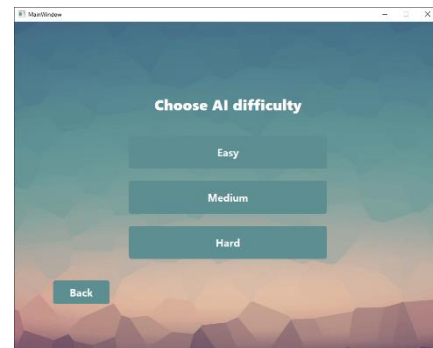 MainWindow
Choose AI difficulty
Easy
Medium
Hard
Back